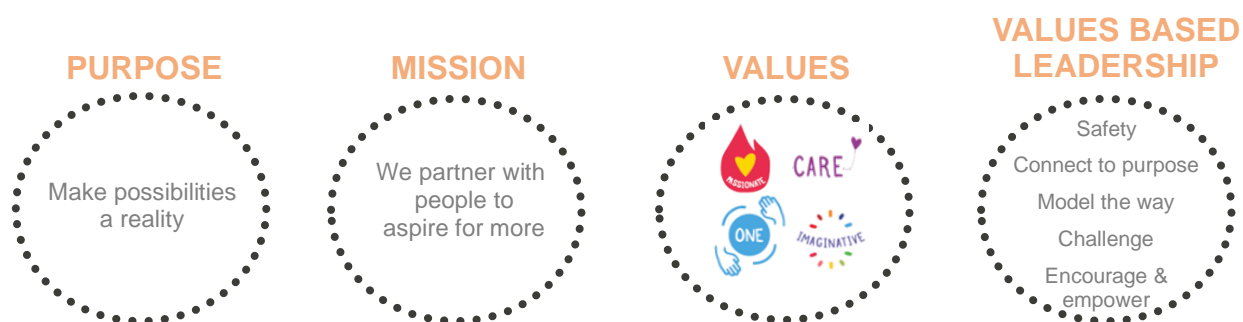 PURPOSE
Make possibilities
a reality
MISSION
We partner with
people to
aspire for more
VALUES
PASSIONATE
CARE
ONE
IMAGINATIVE
VALUES BASED
LEADERSHIP
Safety
Connect to purpose
Model the way
Challenge
Encourage &
empower